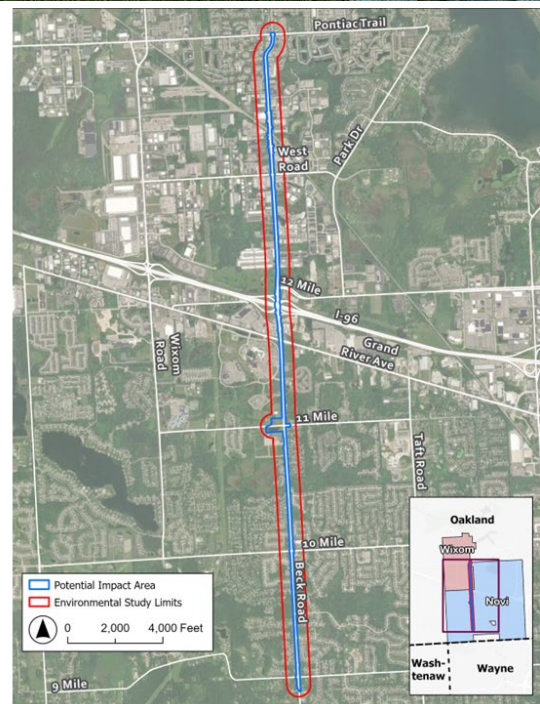 Pontiac Trail
Park Dr
West
Road
12 Mile
I-96
Grand
River Ave
Wixom
Road
11 Mile
Taft Road
10 Mile
Beck Road
9 Mile
Potential Impact Area
Environmental Study Limits
0 2,000 4,000 Feet
Oakland
Wixom
Novi
Wash-
tenaw
Wayne